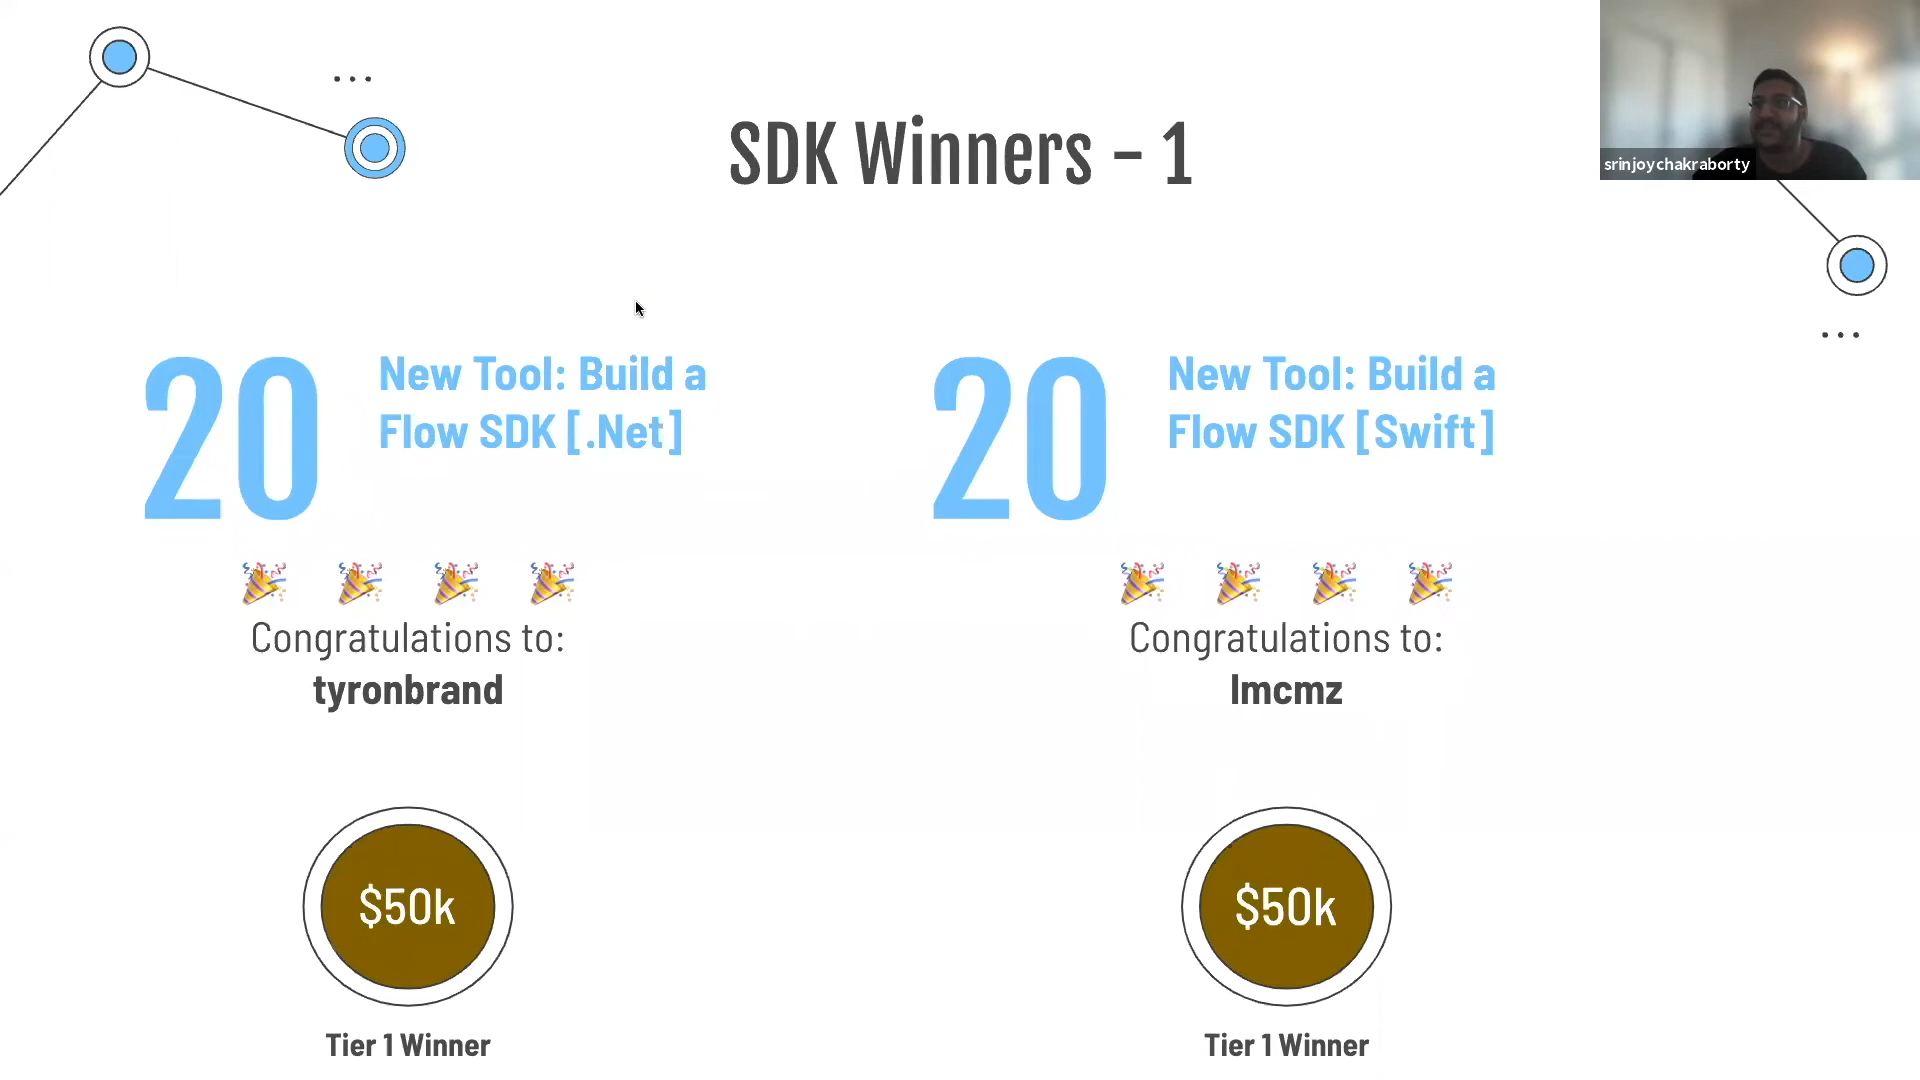 SDK Winners – 1
srinjoychakraborty
20
New Tool: Build a
Flow SDK [.Net]
Congratulations to:
tyronbrand
$50k
Tier 1 Winner
20
New Tool: Build a
Flow SDK [Swift]
Congratulations to:
lmcmz
$50k
Tier 1 Winner